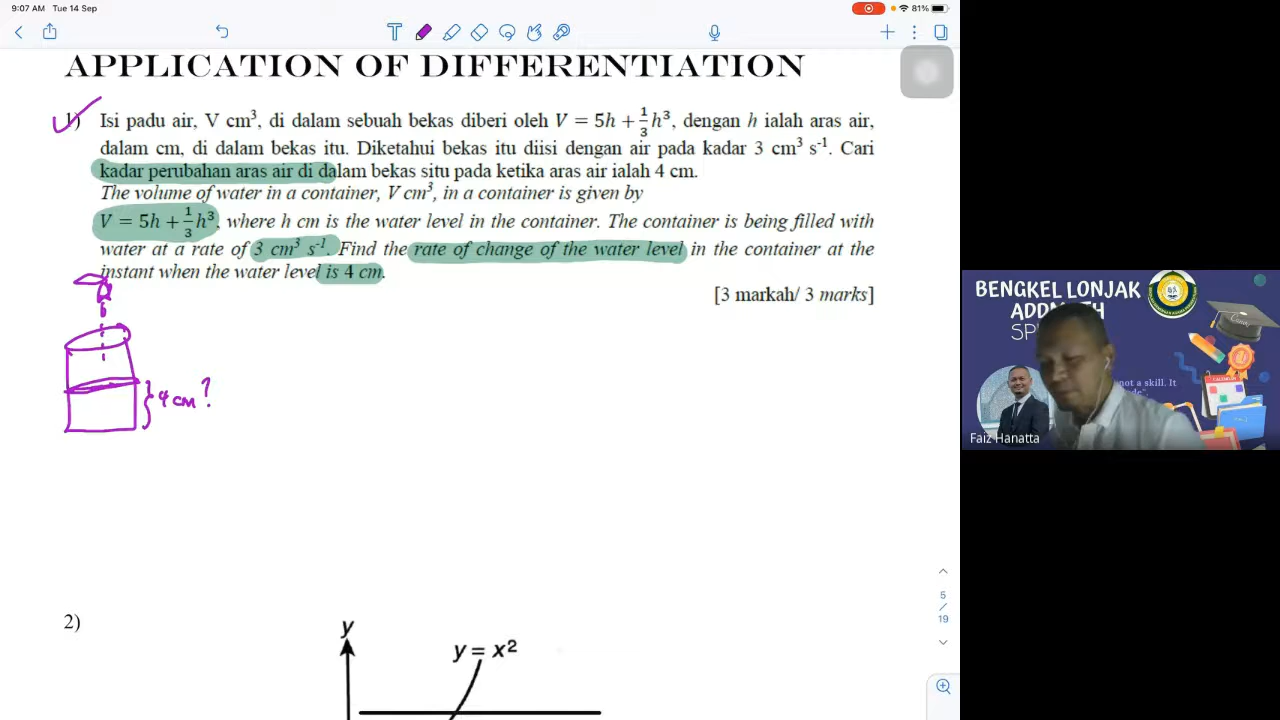 9:07 AM Tue 14 Sep
81%
APPLICATION OF DIFFERENTIATION
1) Isi padu air, V cm³, di dalam sebuah bekas diberi oleh V = 5h + 1/3 h³, dengan h ialah aras air,
dalam cm, di dalam bekas itu. Diketahui bekas itu diisi dengan air pada kadar 3 cm³ s⁻¹. Cari
kadar perubahan aras air di dalam bekas situ pada ketika aras air ialah 4 cm.
The volume of water in a container, V cm³, in a container is given by
V = 5h + 1/3 h³, where h cm is the water level in the container. The container is being filled with
water at a rate of 3 cm³ s⁻¹. Find the rate of change of the water level in the container at the
instant when the water level is 4 cm.
[3 markah/ 3 marks]
4 cm ?
2)
y
y = x²
5
/
19
BENGKEL LONJAK
SP
not a skill. It
CALENDAR
Faiz Hanatta